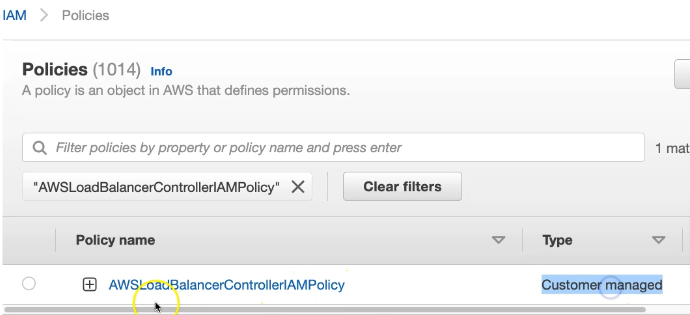 IAM > Policies
Policies (1014) Info
A policy is an object in AWS that defines permissions.
Filter policies by property or policy name and press enter
1 mat
"AWSLoadBalancerControllerIAMPolicy" X
Clear filters
Policy name Type
AWSLoadBalancerControllerIAMPolicy Customer managed